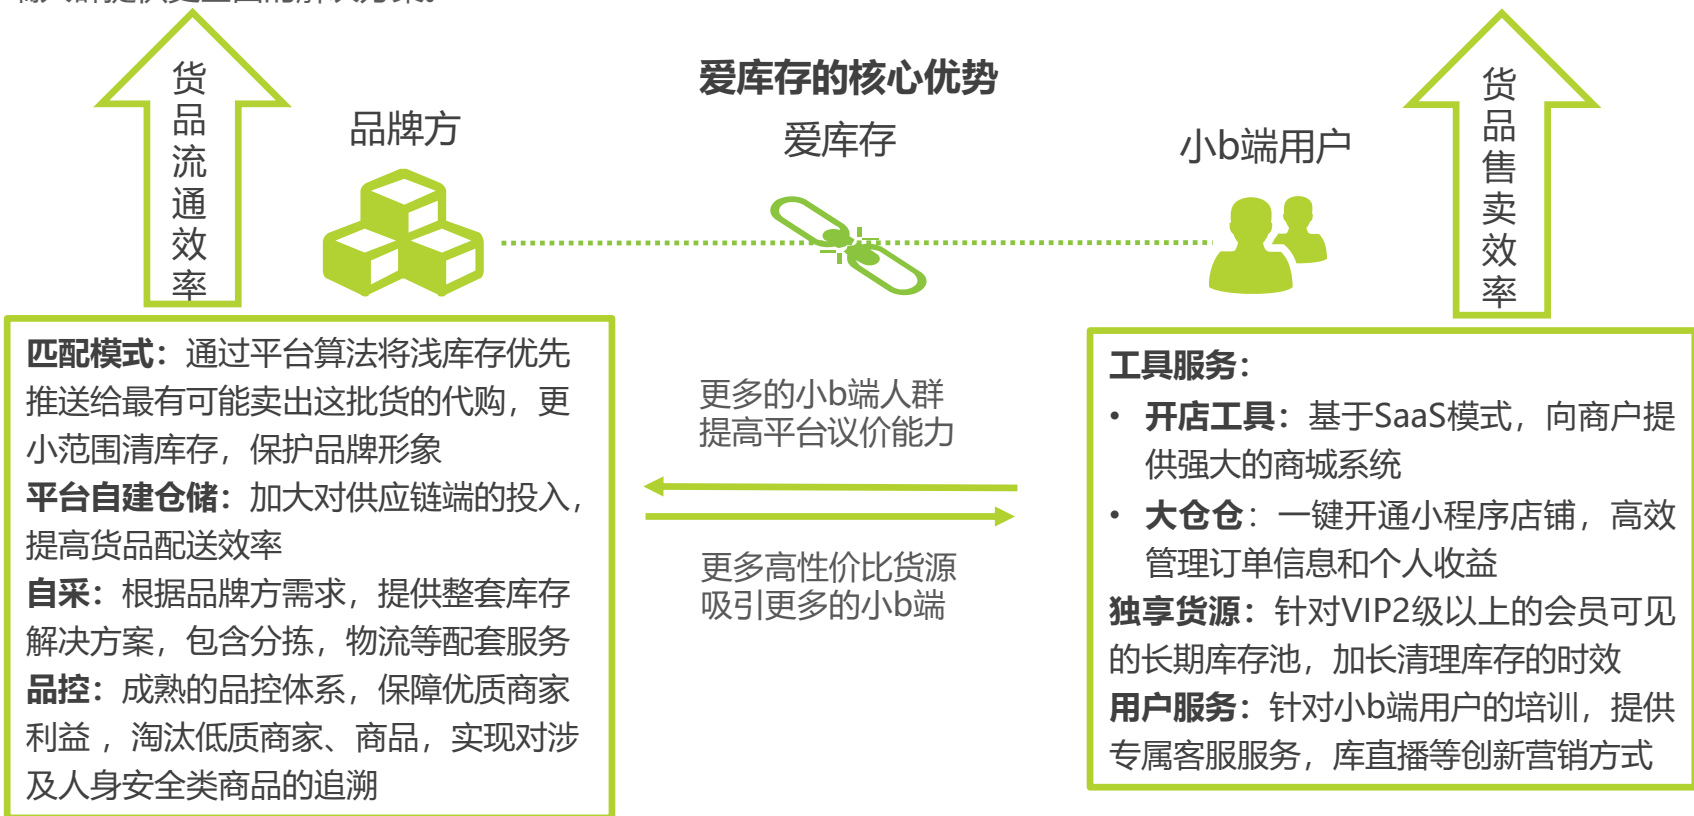 爱库存的核心优势
货品流通效率
品牌方
爱库存
小b端用户
货品售卖效率
匹配模式：通过平台算法将浅库存优先
推送给最有可能卖出这批货的代购，更
小范围清库存，保护品牌形象
平台自建仓储：加大对供应链端的投入，
提高货品配送效率
自采：根据品牌方需求，提供整套库存
解决方案，包含分拣，物流等配套服务
品控：成熟的品控体系，保障优质商家
利益 ，淘汰低质商家、商品，实现对涉
及人身安全类商品的追溯
更多的小b端人群
提高平台议价能力
更多高性价比货源
吸引更多的小b端
工具服务：
• 开店工具：基于SaaS模式，向商户提
供强大的商城系统
• 大仓仓：一键开通小程序店铺，高效
管理订单信息和个人收益
独享货源：针对VIP2级以上的会员可见
的长期库存池，加长清理库存的时效
用户服务：针对小b端用户的培训，提供
专属客服服务，库直播等创新营销方式